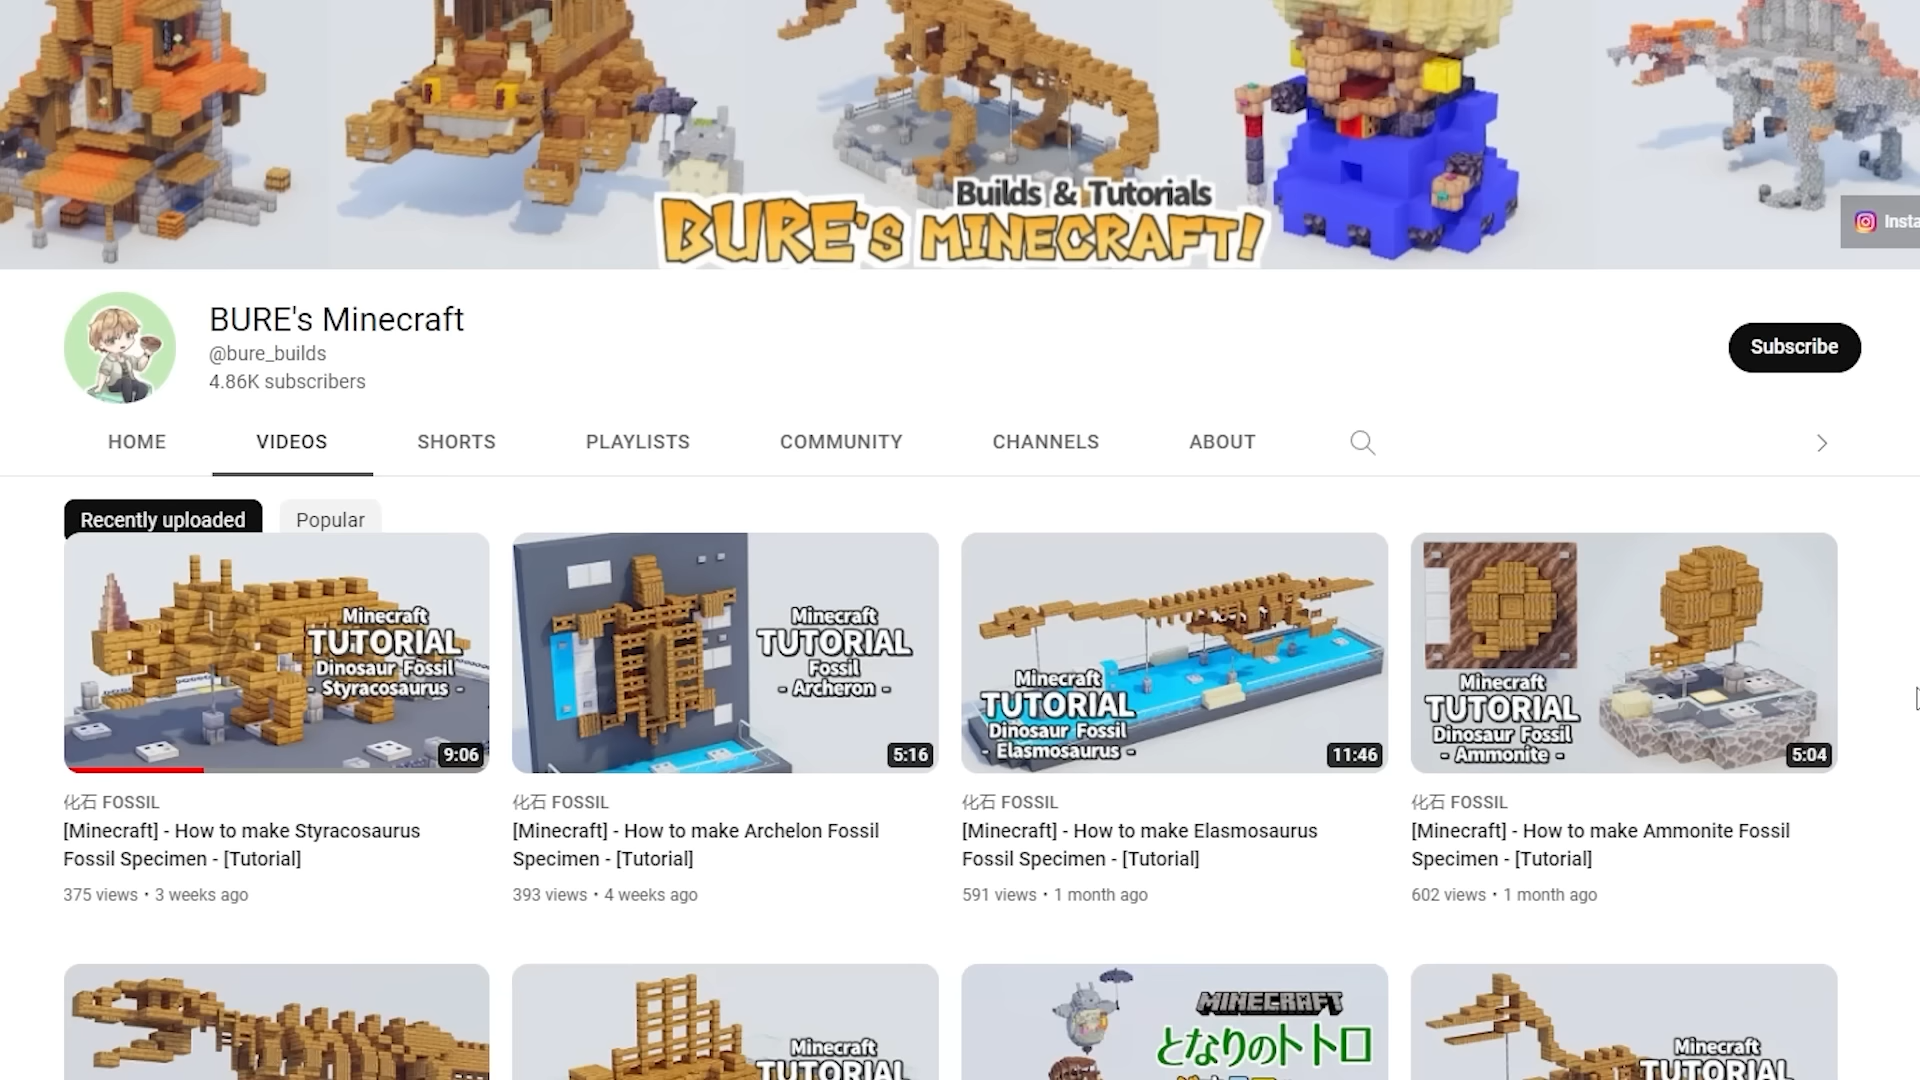 Builds & Tutorials
BURE's MINECRAFT!
Insta
BURE's Minecraft
@bure_builds
4.86K subscribers
Subscribe
HOME
VIDEOS
SHORTS
PLAYLISTS
COMMUNITY
CHANNELS
ABOUT
Recently uploaded
Popular
Minecraft
TUTORIAL
Dinosaur Fossil
- Styracosaurus -
9:06
Minecraft
TUTORIAL
Fossil
- Archeron -
5:16
Minecraft
TUTORIAL
Dinosaur Fossil
- Elasmosaurus -
11:46
Minecraft
TUTORIAL
Dinosaur Fossil
- Ammonite -
5:04
化石 FOSSIL
[Minecraft] - How to make Styracosaurus
Fossil Specimen - [Tutorial]
375 views • 3 weeks ago
化石 FOSSIL
[Minecraft] - How to make Archelon Fossil
Specimen - [Tutorial]
393 views • 4 weeks ago
化石 FOSSIL
[Minecraft] - How to make Elasmosaurus
Fossil Specimen - [Tutorial]
591 views • 1 month ago
化石 FOSSIL
[Minecraft] - How to make Ammonite Fossil
Specimen - [Tutorial]
602 views • 1 month ago
Minecraft
TUTORIAL
MINECRAFT
となりのトトロ
Minecraft
TUTORIAL